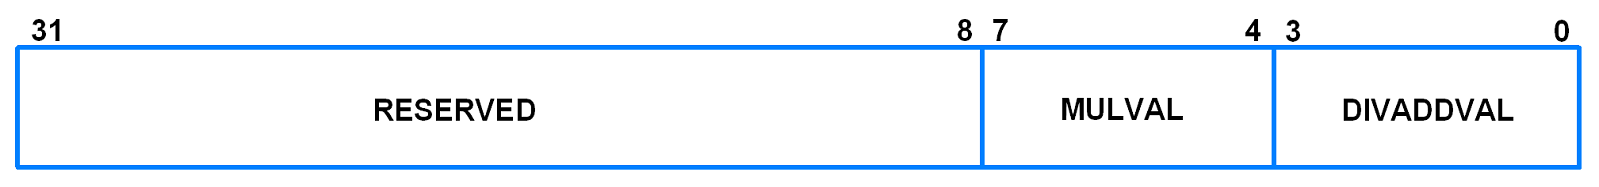 31 8 7 4 3 0
RESERVED MULVAL DIVADDVAL